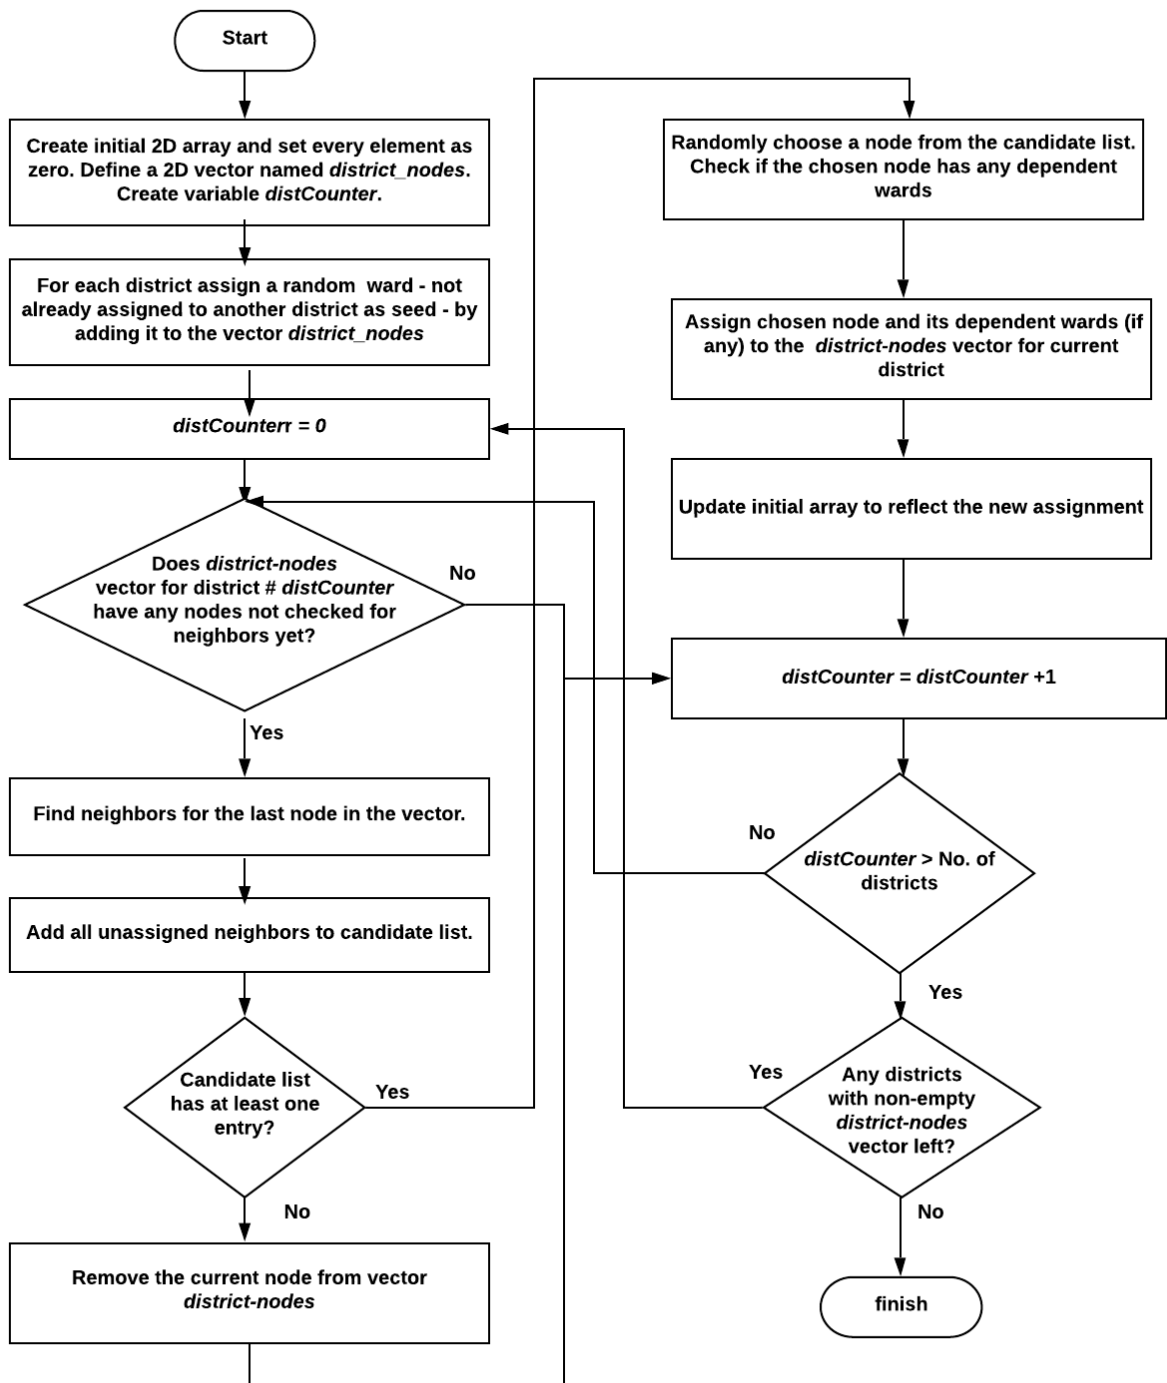 Start
Create initial 2D array and set every element as
zero. Define a 2D vector named district_nodes.
Create variable distCounter.
For each district assign a random ward - not
already assigned to another district as seed - by
adding it to the vector district_nodes
distCounterr = 0
Does district-nodes
vector for district # distCounter
have any nodes not checked for
neighbors yet?
No
Yes
Find neighbors for the last node in the vector.
Add all unassigned neighbors to candidate list.
Candidate list
has at least one
entry?
Yes
No
Remove the current node from vector
district-nodes
Randomly choose a node from the candidate list.
Check if the chosen node has any dependent
wards
Assign chosen node and its dependent wards (if
any) to the district-nodes vector for current
district
Update initial array to reflect the new assignment
distCounter = distCounter +1
No
distCounter > No. of
districts
Yes
Yes
Any districts
with non-empty
district-nodes
vector left?
No
finish